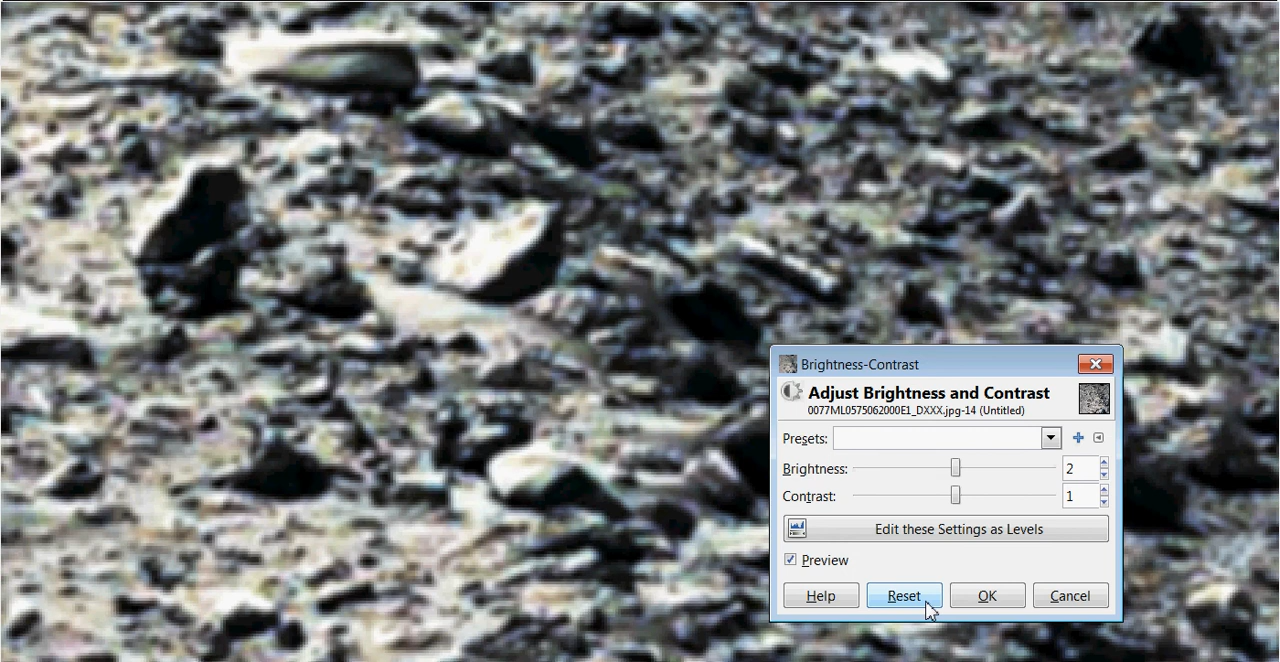 Brightness-Contrast
Adjust Brightness and Contrast
0077ML0575062000E1_DXXX.jpg-14 (Untitled)
Presets:
Brightness: 2
Contrast: 1
Edit these Settings as Levels
Preview
Help Reset OK Cancel